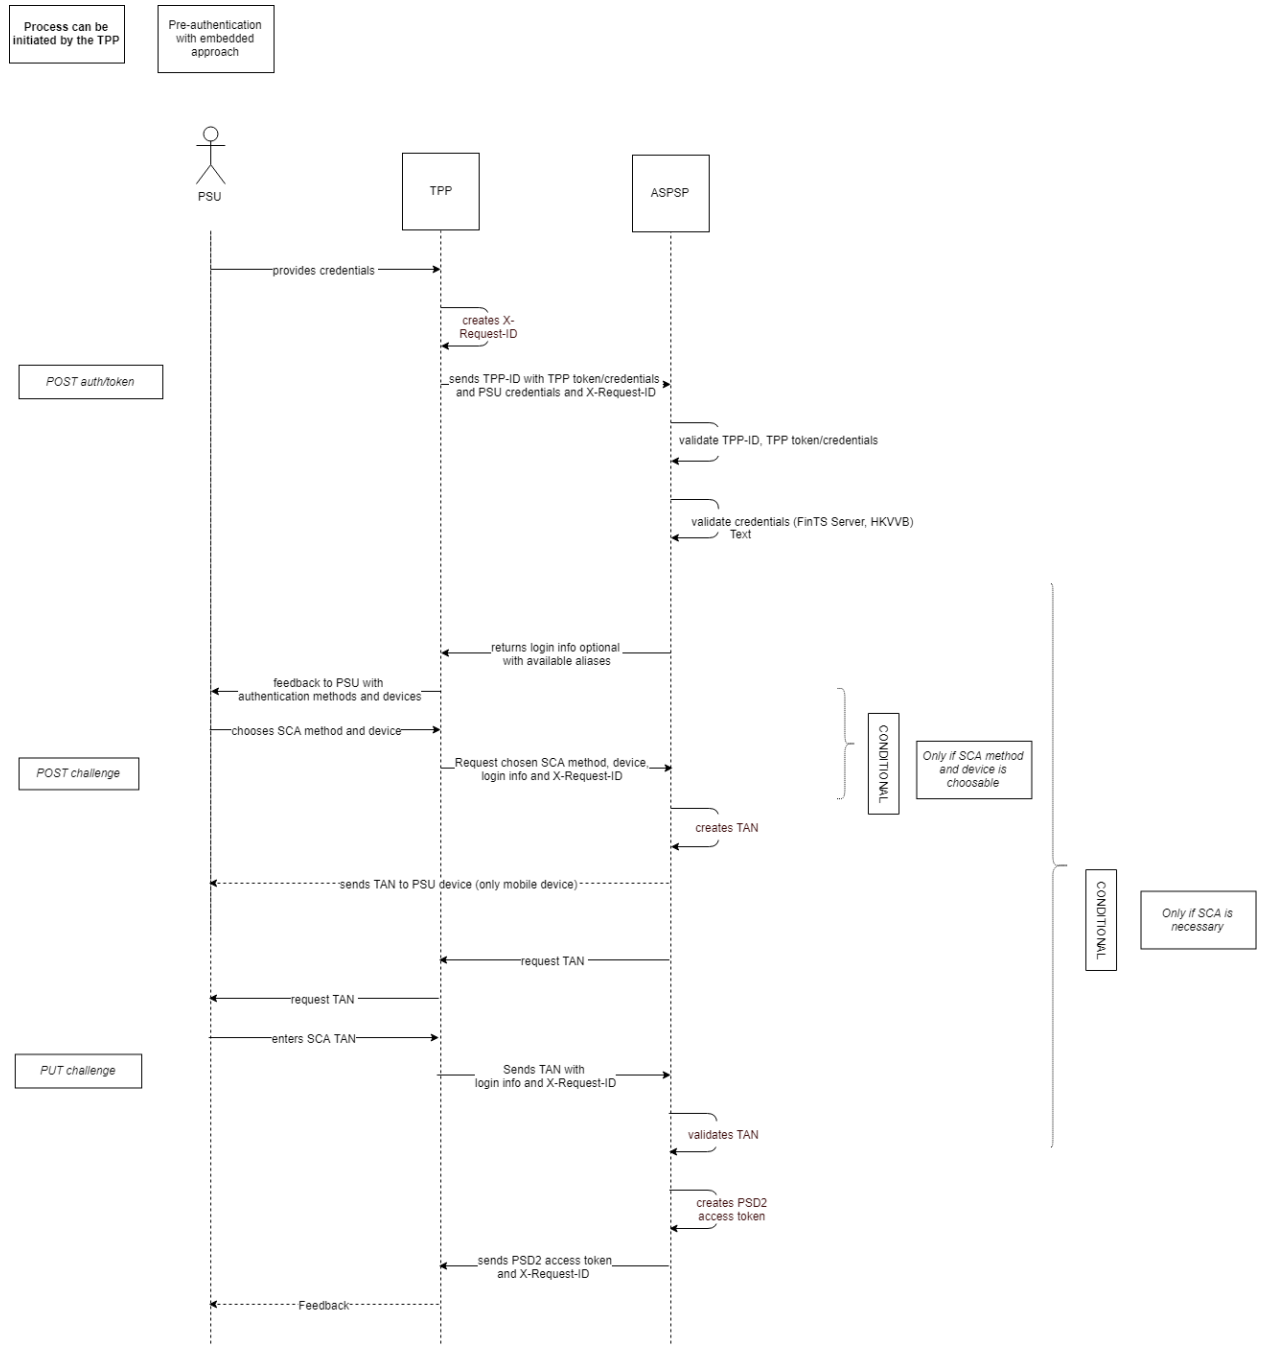 Process can be
initiated by the TPP
Pre-authentication
with embedded
approach
PSU
TPP
ASPSP
provides credentials
creates X-
Request-ID
POST auth/token
sends TPP-ID with TPP token/credentials
and PSU credentials and X-Request-ID
validate TPP-ID, TPP token/credentials
validate credentials (FinTS Server, HKVVB)
Text
returns login info optional
with available aliases
feedback to PSU with
authentication methods and devices
chooses SCA method and device
POST challenge
Request chosen SCA method, device,
login info and X-Request-ID
CONDITIONAL
Only if SCA method
and device is
choosable
creates TAN
sends TAN to PSU device (only mobile device)
CONDITIONAL
Only if SCA is
necessary
request TAN
request TAN
enters SCA TAN
PUT challenge
Sends TAN with
login info and X-Request-ID
validates TAN
creates PSD2
access token
sends PSD2 access token
and X-Request-ID
Feedback